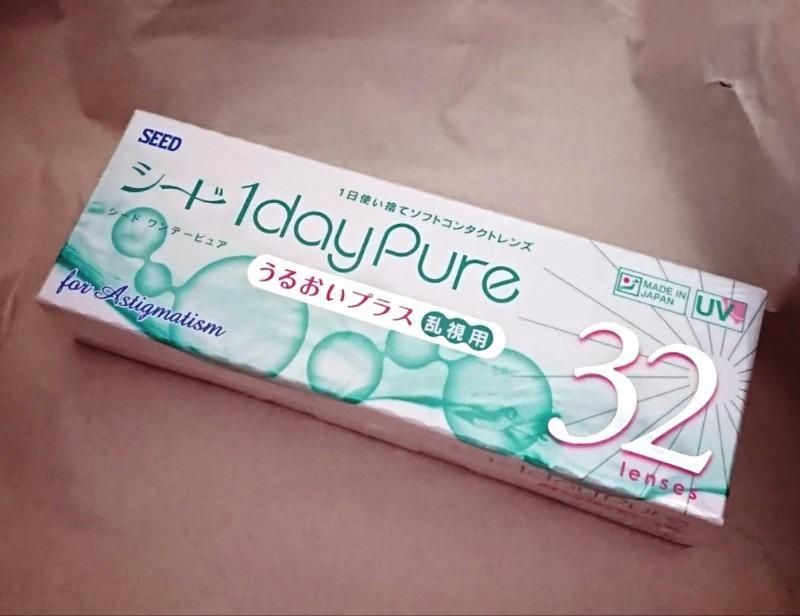 SEED
シード 1dayPure
1日使い捨てソフトコンタクトレンズ
シード ワンデーピュア
うるおいプラス 乱視用
for Astigmatism
MADE IN
JAPAN
UV
32
lenses
1dayPure